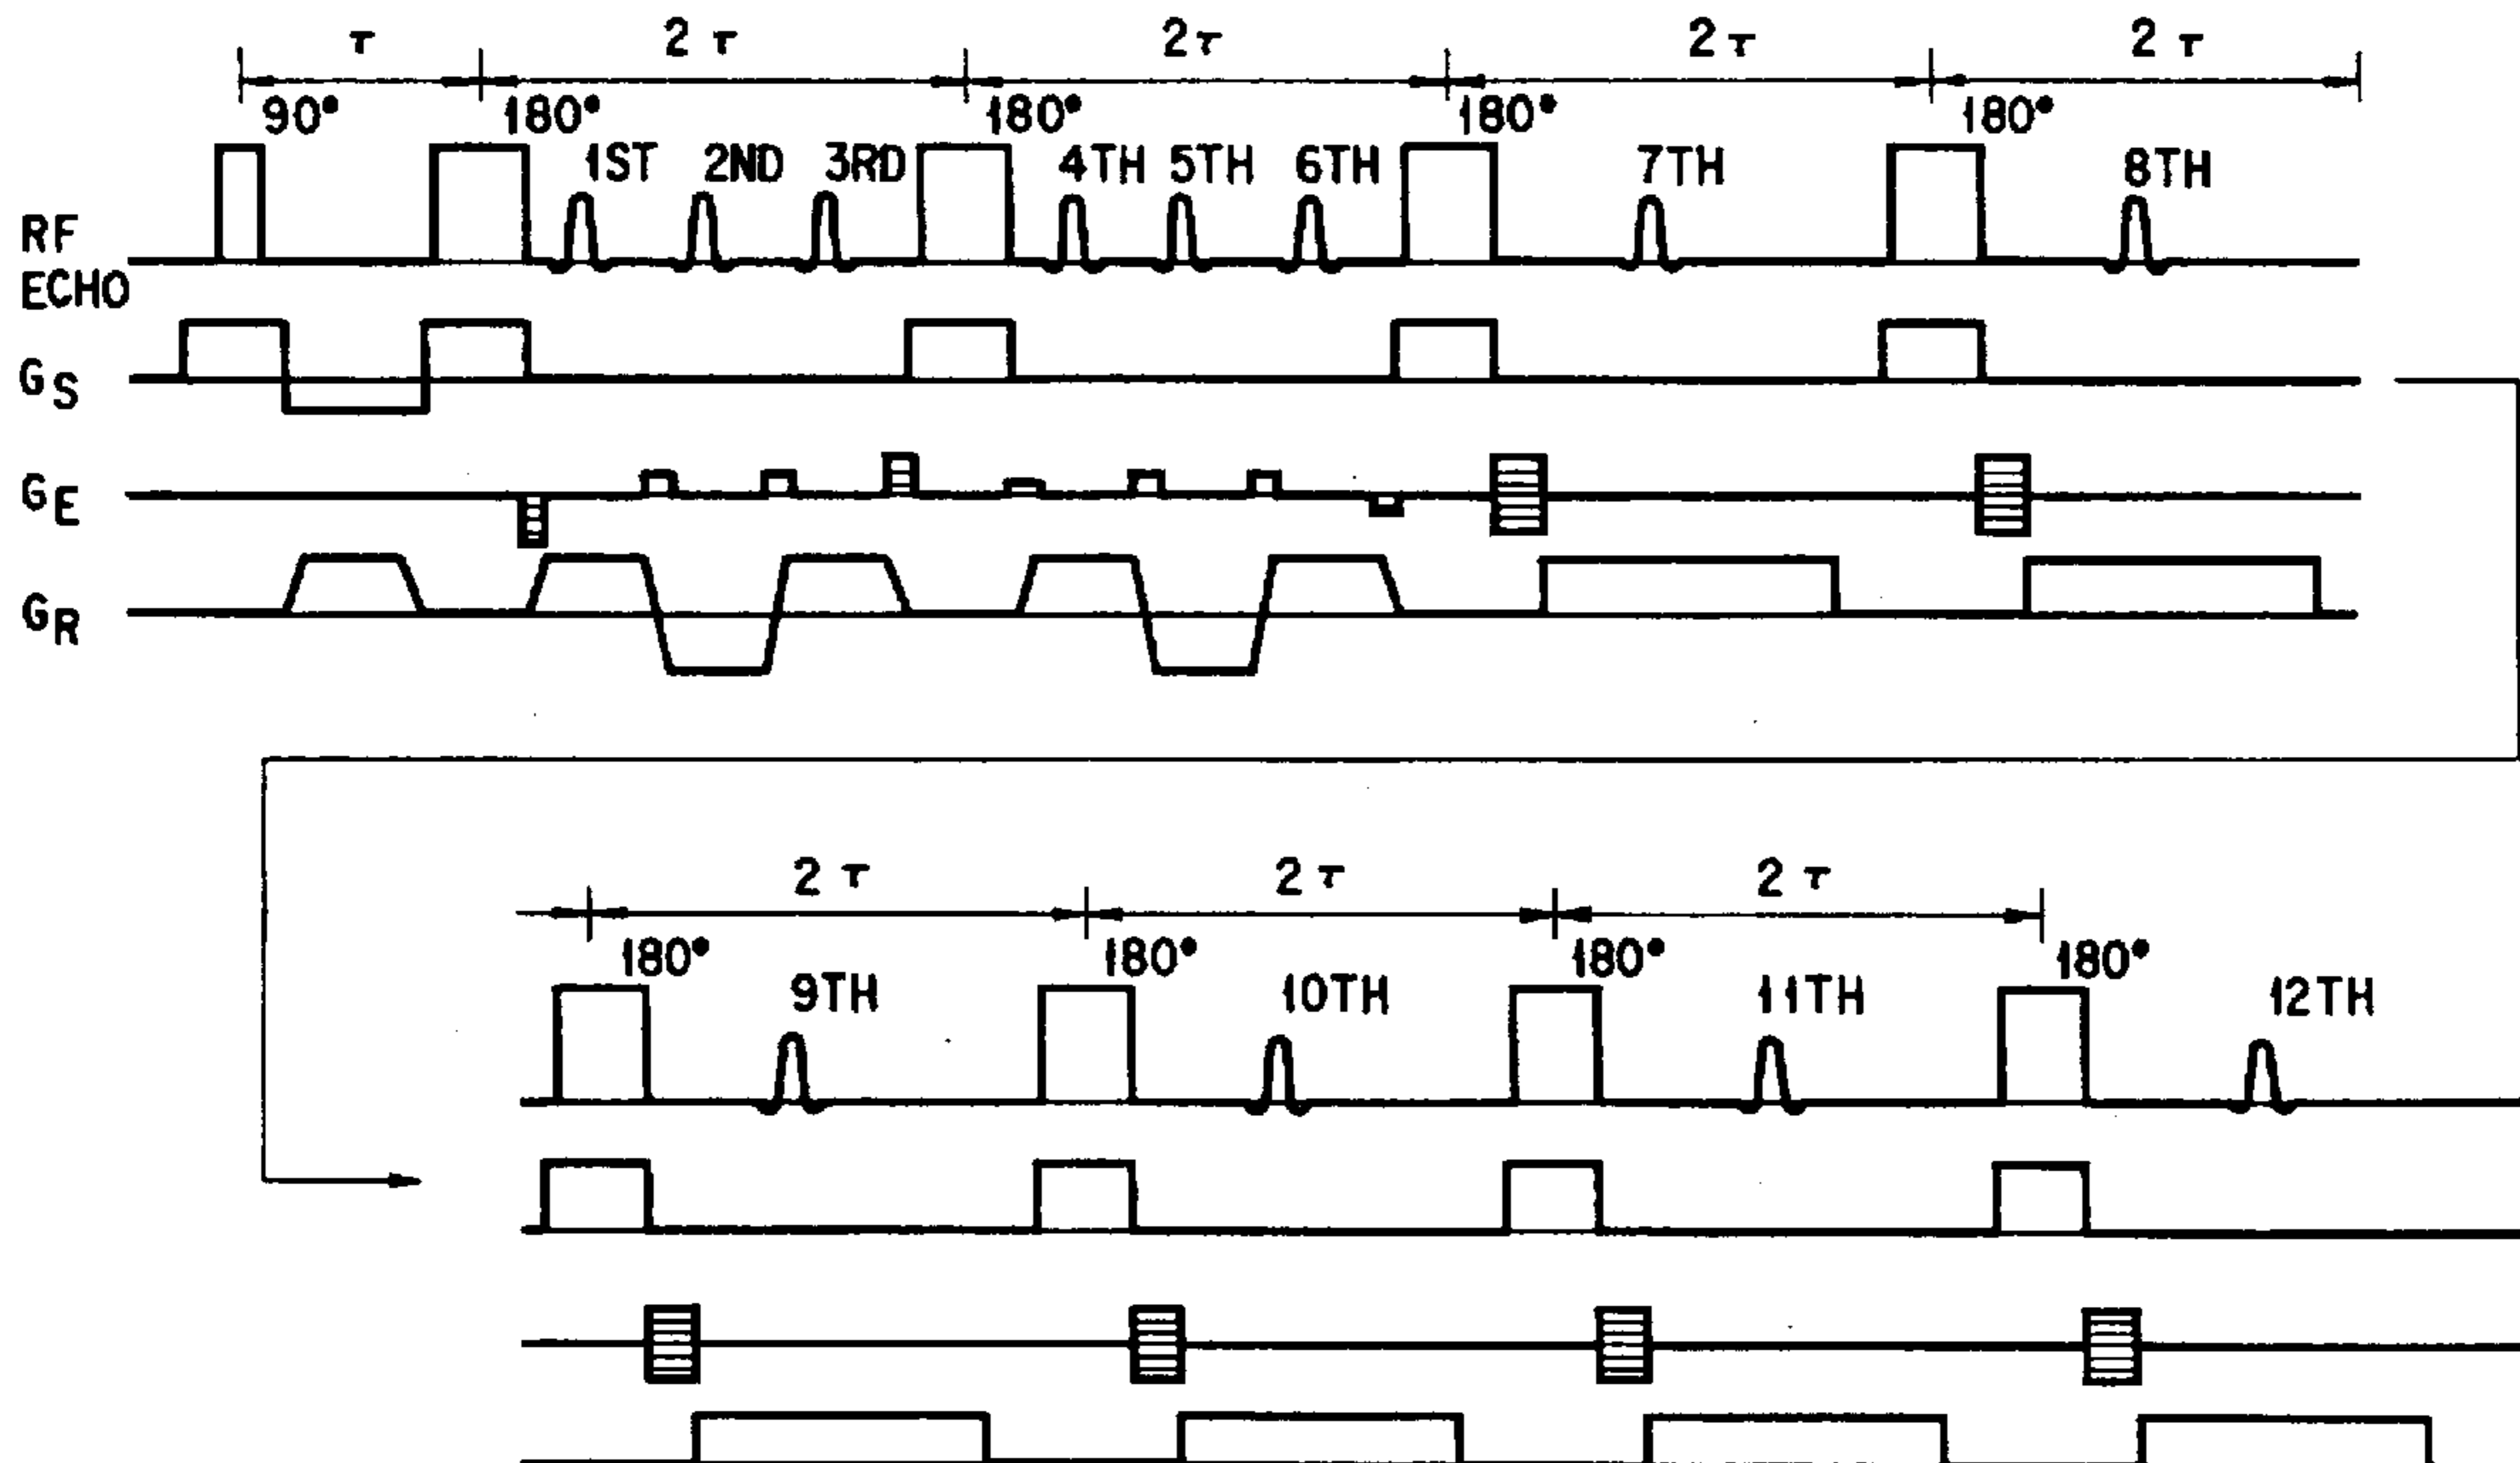 τ 2τ 2τ 2τ 2τ
90° 180° 180° 180° 180°
1ST 2ND 3RD 4TH 5TH 6TH 7TH 8TH
RF
ECHO
GS
GE
GR
2τ 2τ 2τ
180° 180° 180° 180°
9TH 10TH 11TH 12TH